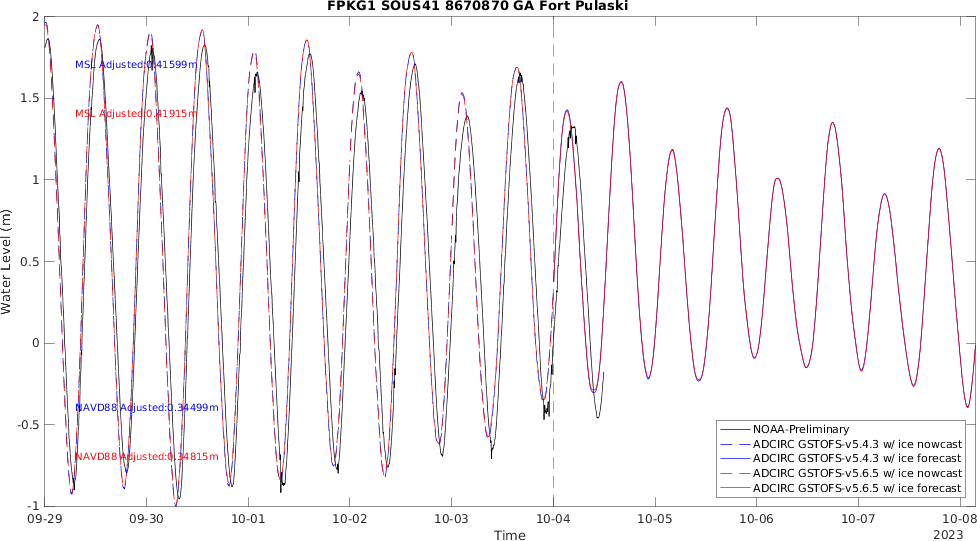 FPKG1 SOUS41 8670870 GA Fort Pulaski
Water Level (m)
2
1.5
1
0.5
0
-0.5
-1
MSL Adjusted:0.41599m
MSL Adjusted:0.41915m
NAVD88 Adjusted:0.34499m
NAVD88 Adjusted:0.34815m
NOAA-Preliminary
ADCIRC GSTOFS-v5.4.3 w/ ice nowcast
ADCIRC GSTOFS-v5.4.3 w/ ice forecast
ADCIRC GSTOFS-v5.6.5 w/ ice nowcast
ADCIRC GSTOFS-v5.6.5 w/ ice forecast
09-29 09-30 10-01 10-02 10-03 10-04 10-05 10-06 10-07 10-08
Time
2023